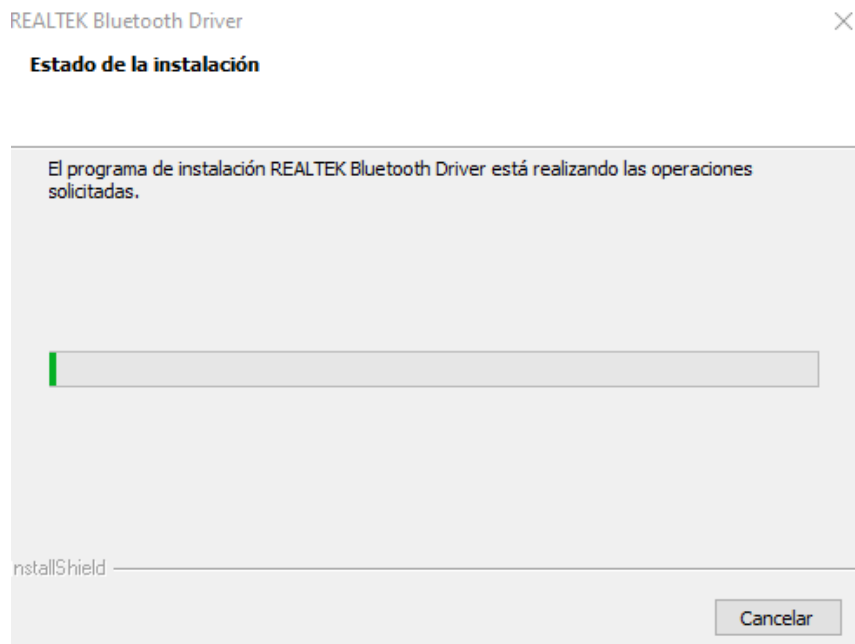 REALTEK Bluetooth Driver
Estado de la instalación
El programa de instalación REALTEK Bluetooth Driver está realizando las operaciones
solicitadas.
nstallShield
Cancelar